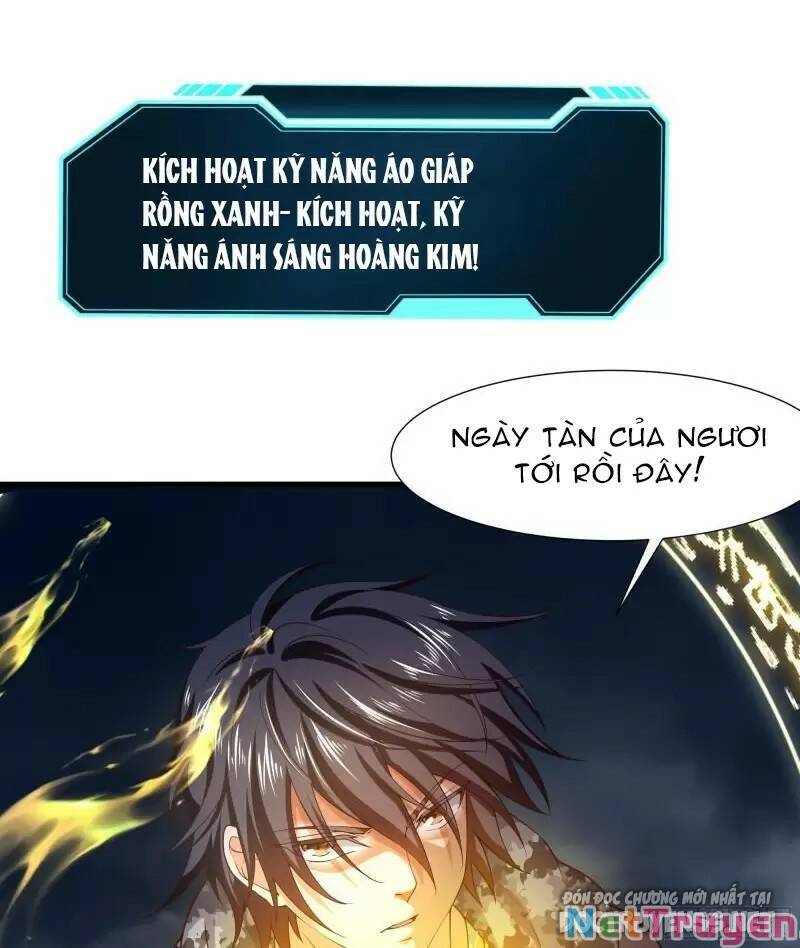 KÍCH HOẠT KỸ NĂNG ÁO GIÁP
RỒNG XANH- KÍCH HOẠT, KỸ
NĂNG ÁNH SÁNG HOÀNG KIM!
NGÀY TÀN CỦA NGƯƠI
TỚI RỒI ĐÂY!
ĐÓN ĐỌC CHƯƠNG MỚI NHẤT TẠI
NetTruyen